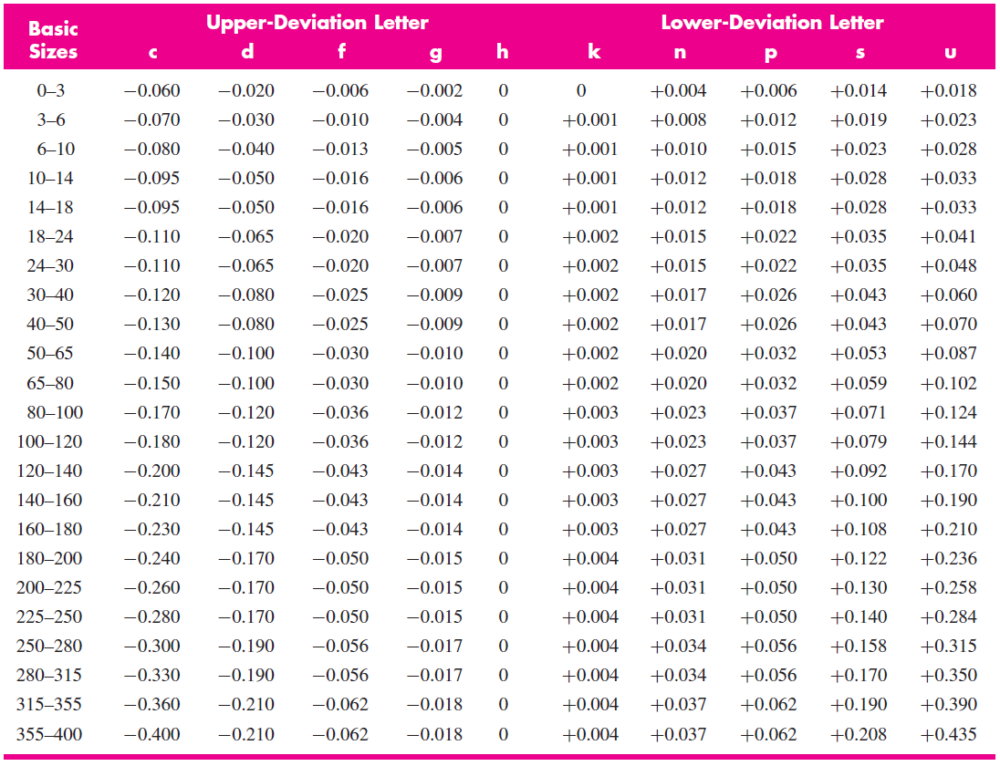 Upper-Deviation Letter Lower-Deviation Letter
Basic Sizes c d f g h k n p s u
0–3 −0.060 −0.020 −0.006 −0.002 0 0 +0.004 +0.006 +0.014 +0.018
3–6 −0.070 −0.030 −0.010 −0.004 0 +0.001 +0.008 +0.012 +0.019 +0.023
6–10 −0.080 −0.040 −0.013 −0.005 0 +0.001 +0.010 +0.015 +0.023 +0.028
10–14 −0.095 −0.050 −0.016 −0.006 0 +0.001 +0.012 +0.018 +0.028 +0.033
14–18 −0.095 −0.050 −0.016 −0.006 0 +0.001 +0.012 +0.018 +0.028 +0.033
18–24 −0.110 −0.065 −0.020 −0.007 0 +0.002 +0.015 +0.022 +0.035 +0.041
24–30 −0.110 −0.065 −0.020 −0.007 0 +0.002 +0.015 +0.022 +0.035 +0.048
30–40 −0.120 −0.080 −0.025 −0.009 0 +0.002 +0.017 +0.026 +0.043 +0.060
40–50 −0.130 −0.080 −0.025 −0.009 0 +0.002 +0.017 +0.026 +0.043 +0.070
50–65 −0.140 −0.100 −0.030 −0.010 0 +0.002 +0.020 +0.032 +0.053 +0.087
65–80 −0.150 −0.100 −0.030 −0.010 0 +0.002 +0.020 +0.032 +0.059 +0.102
80–100 −0.170 −0.120 −0.036 −0.012 0 +0.003 +0.023 +0.037 +0.071 +0.124
100–120 −0.180 −0.120 −0.036 −0.012 0 +0.003 +0.023 +0.037 +0.079 +0.144
120–140 −0.200 −0.145 −0.043 −0.014 0 +0.003 +0.027 +0.043 +0.092 +0.170
140–160 −0.210 −0.145 −0.043 −0.014 0 +0.003 +0.027 +0.043 +0.100 +0.190
160–180 −0.230 −0.145 −0.043 −0.014 0 +0.003 +0.027 +0.043 +0.108 +0.210
180–200 −0.240 −0.170 −0.050 −0.015 0 +0.004 +0.031 +0.050 +0.122 +0.236
200–225 −0.260 −0.170 −0.050 −0.015 0 +0.004 +0.031 +0.050 +0.130 +0.258
225–250 −0.280 −0.170 −0.050 −0.015 0 +0.004 +0.031 +0.050 +0.140 +0.284
250–280 −0.300 −0.190 −0.056 −0.017 0 +0.004 +0.034 +0.056 +0.158 +0.315
280–315 −0.330 −0.190 −0.056 −0.017 0 +0.004 +0.034 +0.056 +0.170 +0.350
315–355 −0.360 −0.210 −0.062 −0.018 0 +0.004 +0.037 +0.062 +0.190 +0.390
355–400 −0.400 −0.210 −0.062 −0.018 0 +0.004 +0.037 +0.062 +0.208 +0.435